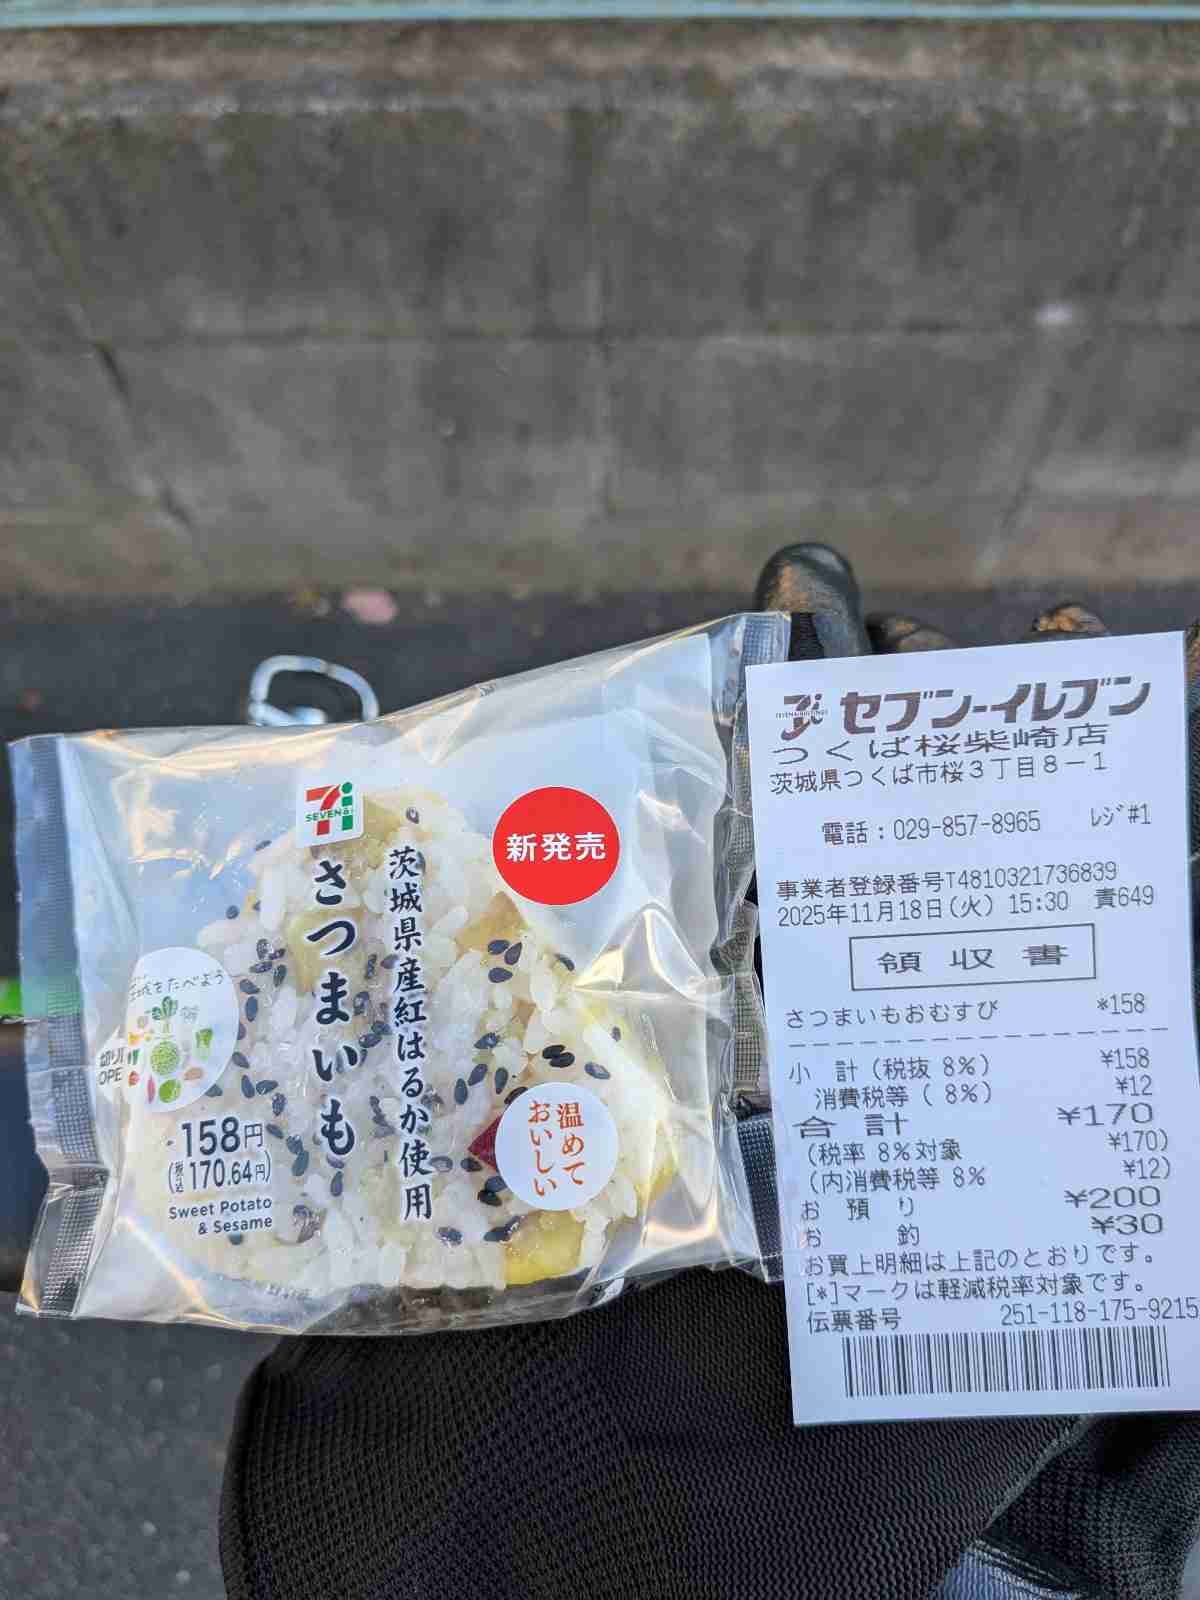 7i
SEVEN&i
新発売
茨城県産紅はるか使用
さつまいも
をたべよう
OPE
158円
(税込170.64円)
Sweet Potato
& Sesame
温めて
おいしい
SEVEN&i HOLDINGS
セブン-イレブン
つくば桜柴崎店
茨城県つくば市桜3丁目8-1
電話:029-857-8965 レジ#1
事業者登録番号T4810321736839
2025年11月18日(火) 15:30 責649
領収書
さつまいもおむすび *158
小 計(税抜 8%) ¥158
消費税等( 8%) ¥12
合 計 ¥170
(税率 8%対象 ¥170)
(内消費税等 8% ¥12)
お 預 り ¥200
お 釣 ¥30
お買上明細は上記のとおりです。
[*]マークは軽減税率対象です。
伝票番号 251-118-175-9215